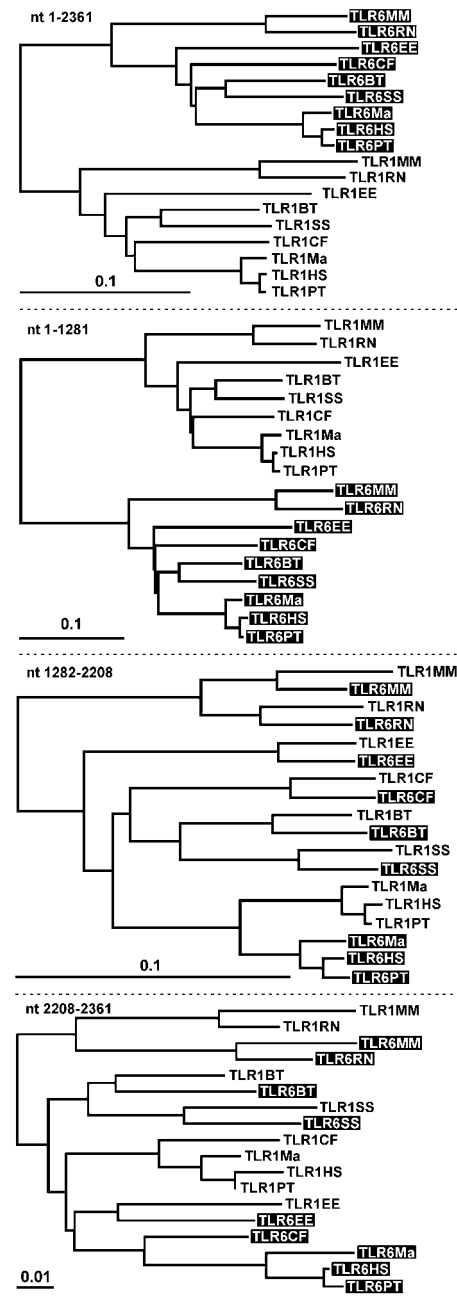 nt 1-2361
TLR6MM
TLR6RN
TLR6EE
TLR6CF
TLR6BT
TLR6SS
TLR6Ma
TLR6HS
TLR6PT
TLR1MM
TLR1RN
TLR1EE
TLR1BT
TLR1SS
TLR1CF
TLR1Ma
TLR1HS
TLR1PT
0.1
nt 1-1281
TLR1MM
TLR1RN
TLR1EE
TLR1BT
TLR1SS
TLR1CF
TLR1Ma
TLR1HS
TLR1PT
TLR6MM
TLR6RN
TLR6EE
TLR6CF
TLR6BT
TLR6SS
TLR6Ma
TLR6HS
TLR6PT
0.1
nt 1282-2208
TLR1MM
TLR6MM
TLR1RN
TLR6RN
TLR1EE
TLR6EE
TLR1CF
TLR6CF
TLR1BT
TLR6BT
TLR1SS
TLR6SS
TLR1Ma
TLR1HS
TLR1PT
TLR6Ma
TLR6HS
TLR6PT
0.1
nt 2208-2361
TLR1MM
TLR1RN
TLR6MM
TLR6RN
TLR1BT
TLR6BT
TLR1SS
TLR6SS
TLR1CF
TLR1Ma
TLR1HS
TLR1PT
TLR1EE
TLR6EE
TLR6CF
TLR6Ma
TLR6HS
TLR6PT
0.01